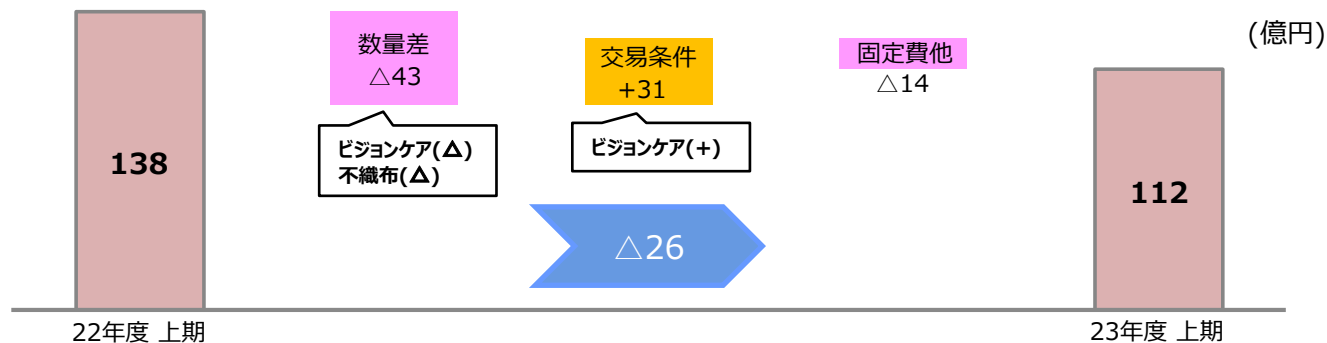 (億円)
数量差
△43
交易条件
+31
固定費他
△14
ビジョンケア(△)
不織布(△)
ビジョンケア(+)
138
112
△26
22年度 上期
23年度 上期